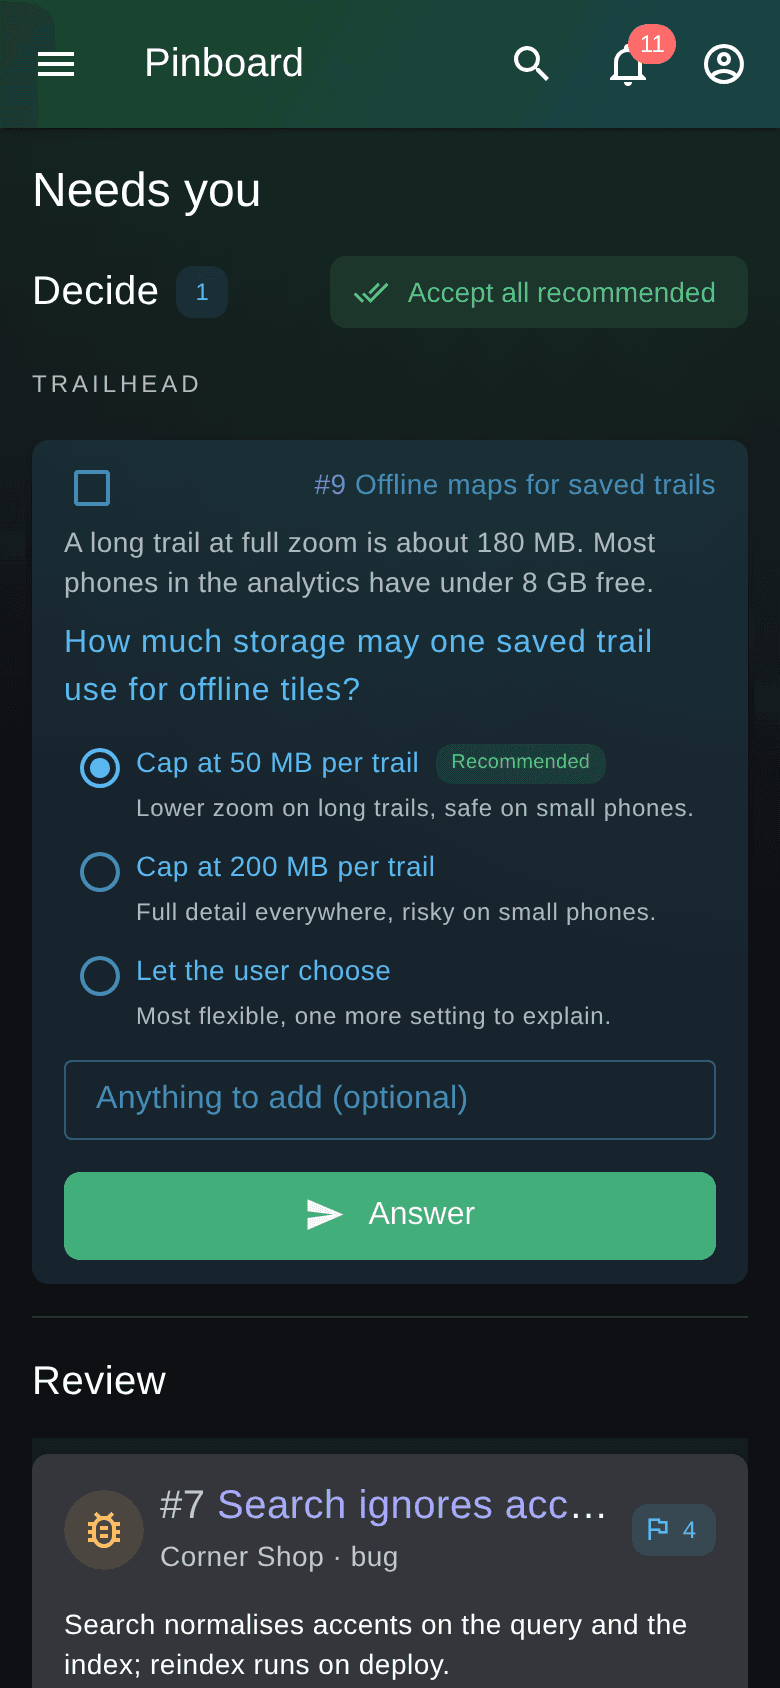 Pinboard
11
Needs you
Decide 1
Accept all recommended
TRAILHEAD
#9 Offline maps for saved trails
A long trail at full zoom is about 180 MB. Most
phones in the analytics have under 8 GB free.
How much storage may one saved trail
use for offline tiles?
Cap at 50 MB per trail Recommended
Lower zoom on long trails, safe on small phones.
Cap at 200 MB per trail
Full detail everywhere, risky on small phones.
Let the user choose
Most flexible, one more setting to explain.
Anything to add (optional)
Answer
Review
#7 Search ignores acc...
4
Corner Shop · bug
Search normalises accents on the query and the
index; reindex runs on deploy.